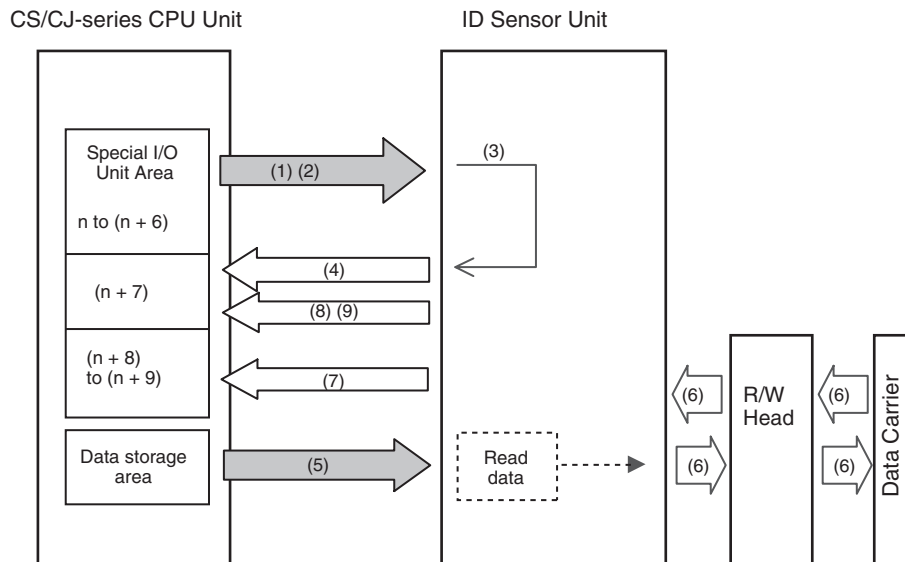 CS/CJ-series CPU Unit
ID Sensor Unit
Special I/O
Unit Area
n to (n + 6)
(1) (2)
(3)
(n + 7)
(4)
(8) (9)
(n + 8)
to (n + 9)
(7)
Data storage
area
(5)
Read
data
(6)
(6)
R/W
Head
(6)
(6)
Data Carrier